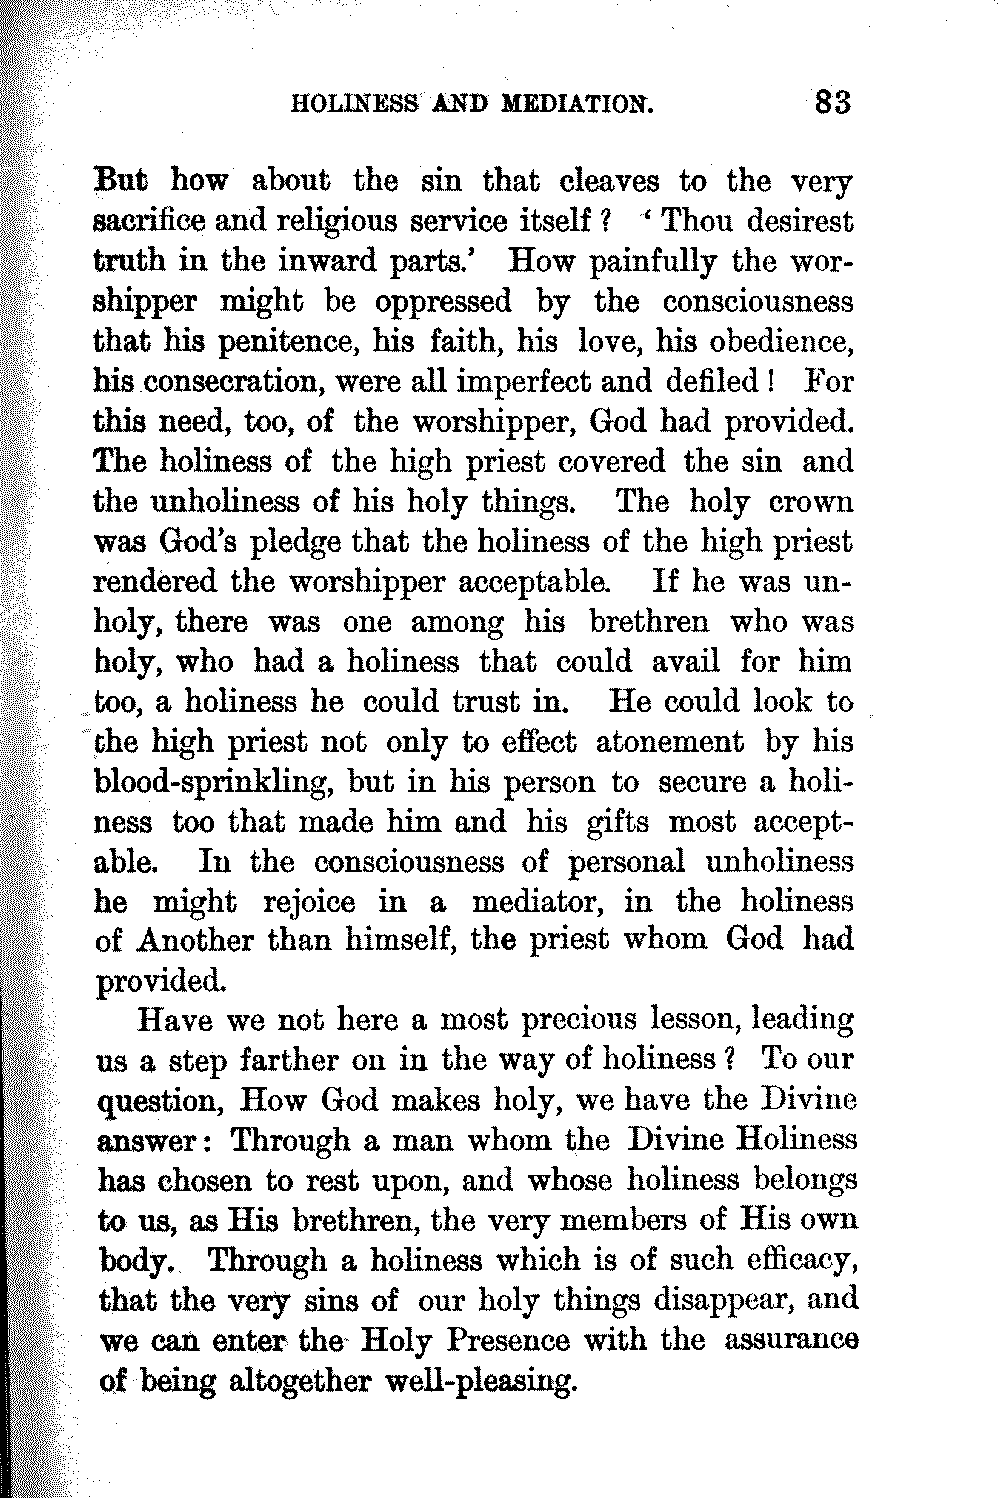 HOLINESS AND MEDIATION. 83
But how about the sin that cleaves to the very
sacrifice and religious service itself? ‘Thou desirest
truth in the inward parts.’ How painfully the wor-
shipper might be oppressed by the consciousness
that his penitence, his faith, his love, his obedience,
his consecration, were all imperfect and defiled! For
this need, too, of the worshipper, God had provided.
The holiness of the high priest covered the sin and
the unholiness of his holy things. The holy crown
was God's pledge that the holiness of the high priest
rendered the worshipper acceptable. If he was un-
holy, there was one among his brethren who was
holy, who had a holiness that could avail for him
too, a holiness he could trust in. He could look to
the high priest not only to effect atonement by his
blood-sprinkling, but in his person to secure a holi-
ness too that made him and his gifts most accept-
able. In the consciousness of personal unholiness
he might rejoice in a mediator, in the holiness
of Another than himself, the priest whom God had
provided.
Have we not here a most precious lesson, leading
us a step farther on in the way of holiness? To our
question, How God makes holy, we have the Divine
answer: Through a man whom the Divine Holiness
has chosen to rest upon, and whose holiness belongs
to us, as His brethren, the very members of His own
body. Through a holiness which is of such efficacy,
that the very sins of our holy things disappear, and
we can enter the Holy Presence with the assurance
of being altogether well-pleasing.